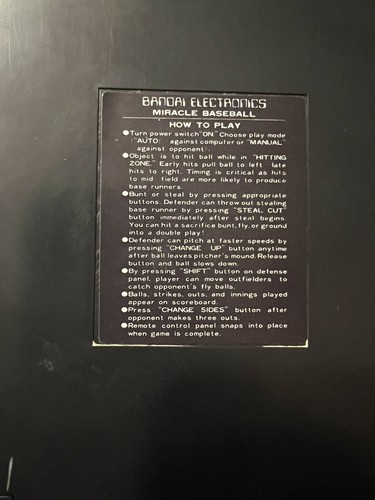 BANDAI ELECTRONICS
MIRACLE BASEBALL
HOW TO PLAY
●Turn power switch "ON." Choose play mode
("AUTO: against computer or "MANUAL"
against opponent).
●Object is to hit ball while in "HITTING
ZONE." Early hits pull ball to left late
hits to right. Timing is critical as hits
to mid field are more likely to produce
base runners.
●Bunt or steal by pressing appropriate
buttons. Defender can throw out stealing
base runner by pressing "STEAL CUT"
button immediately after steal begins.
You can hit a sacrifice bunt, fly, or ground
into a double play!
●Defender can pitch at faster speeds by
pressing "CHANGE UP" button anytime
after ball leaves pitcher's mound. Release
button and ball slows down.
●By pressing "SHIFT" button on defense
panel, player can move outfielders to
catch opponent's fly balls.
●Balls, strikes, outs, and innings played
appear on scoreboard.
●Press "CHANGE SIDES" button after
opponent makes three outs.
●Remote control panel snaps into place
when game is complete.